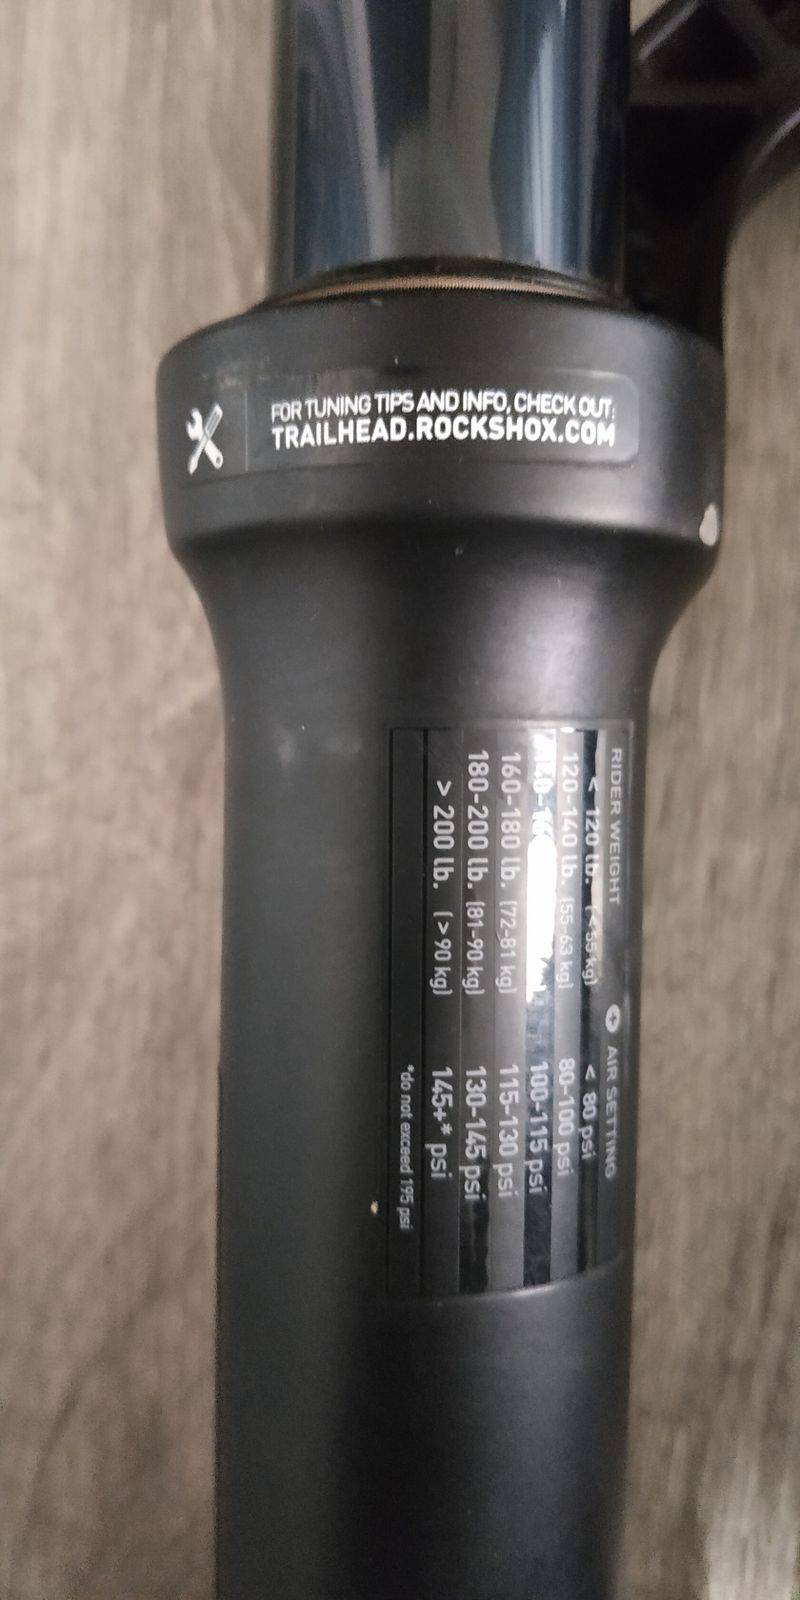 FOR TUNING TIPS AND INFO, CHECK OUT:
TRAILHEAD.ROCKSHOX.COM
RIDER WEIGHT + AIR SETTING
< 120 lb. (<55 kg) < 80 psi
120-140 lb. (55-63 kg) 80-100 psi
100-115 psi
160-180 lb. (72-81 kg) 115-130 psi
180-200 lb. (81-90 kg) 130-145 psi
> 200 lb. (>90 kg) 145+* psi
*do not exceed 195 psi